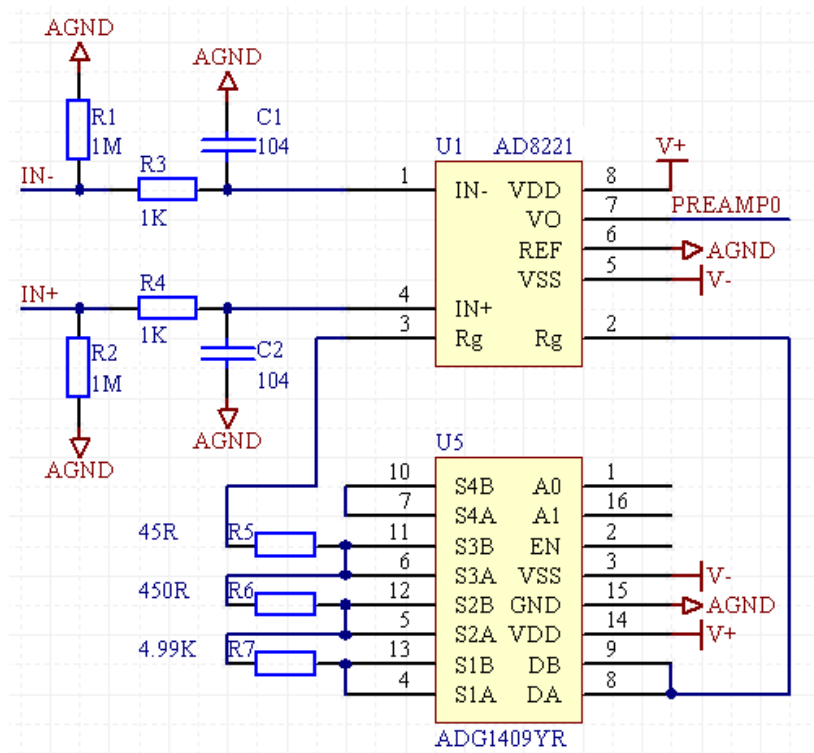 AGND
AGND
R1
1M
C1
104
U1 AD8221
V+
IN-
R3
1K
1
IN- VDD
8
VO
7
PREAMP0
REF
6
AGND
VSS
5
V-
IN+
R4
1K
4
IN+
3
Rg Rg
2
R2
1M
C2
104
AGND
AGND
U5
10
S4B A0
1
7
S4A A1
16
45R
R5
11
S3B EN
2
6
S3A VSS
3
V-
450R
R6
12
S2B GND
15
AGND
5
S2A VDD
14
V+
4.99K
R7
13
S1B DB
9
4
S1A DA
8
ADG1409YR